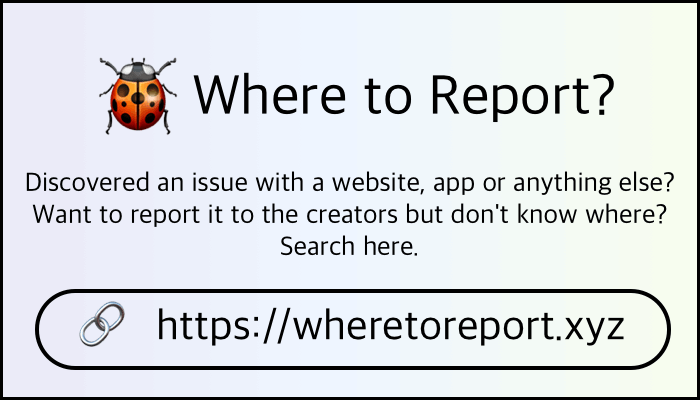 Where to Report?
Discovered an issue with a website, app or anything else?
Want to report it to the creators but don't know where?
Search here.
https://wheretoreport.xyz